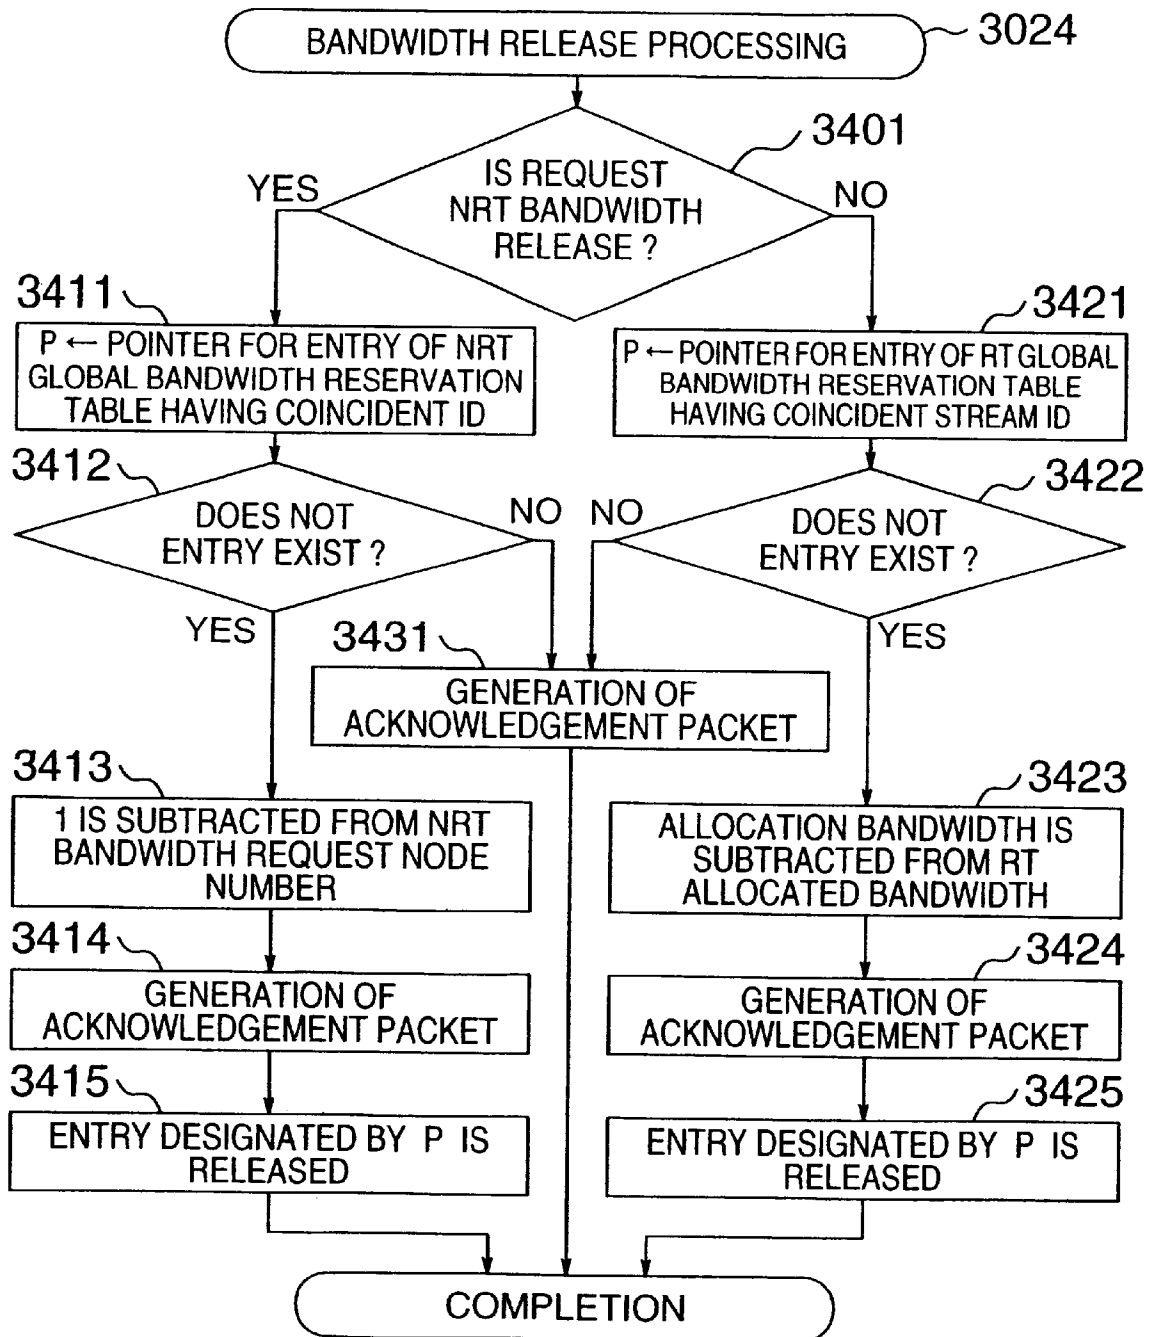 BANDWIDTH RELEASE PROCESSING
3024
3401
IS REQUEST
NRT BANDWIDTH
RELEASE ?
YES
NO
3411
P ← POINTER FOR ENTRY OF NRT
GLOBAL BANDWIDTH RESERVATION
TABLE HAVING COINCIDENT ID
3421
P ← POINTER FOR ENTRY OF RT GLOBAL
BANDWIDTH RESERVATION TABLE
HAVING COINCIDENT STREAM ID
3412
DOES NOT
ENTRY EXIST ?
NO
YES
3422
NO
DOES NOT
ENTRY EXIST ?
YES
3431
GENERATION OF
ACKNOWLEDGEMENT PACKET
3413
1 IS SUBTRACTED FROM NRT
BANDWIDTH REQUEST NODE
NUMBER
3423
ALLOCATION BANDWIDTH IS
SUBTRACTED FROM RT
ALLOCATED BANDWIDTH
3414
GENERATION OF
ACKNOWLEDGEMENT PACKET
3424
GENERATION OF
ACKNOWLEDGEMENT PACKET
3415
ENTRY DESIGNATED BY P IS
RELEASED
3425
ENTRY DESIGNATED BY P IS
RELEASED
COMPLETION